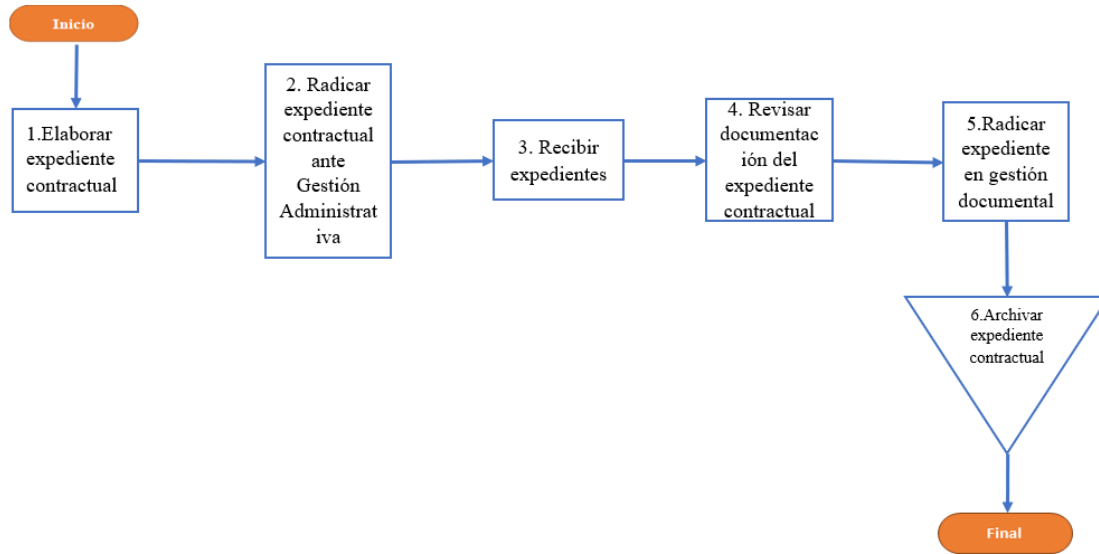 Inicio
1.Elaborar
expediente
contractual
2. Radicar
expediente
contractual
ante
Gestión
Administrat
iva
3. Recibir
expedientes
4. Revisar
documentac
ión del
expediente
contractual
5.Radicar
expediente
en gestión
documental
6.Archivar
expediente
contractual
Final